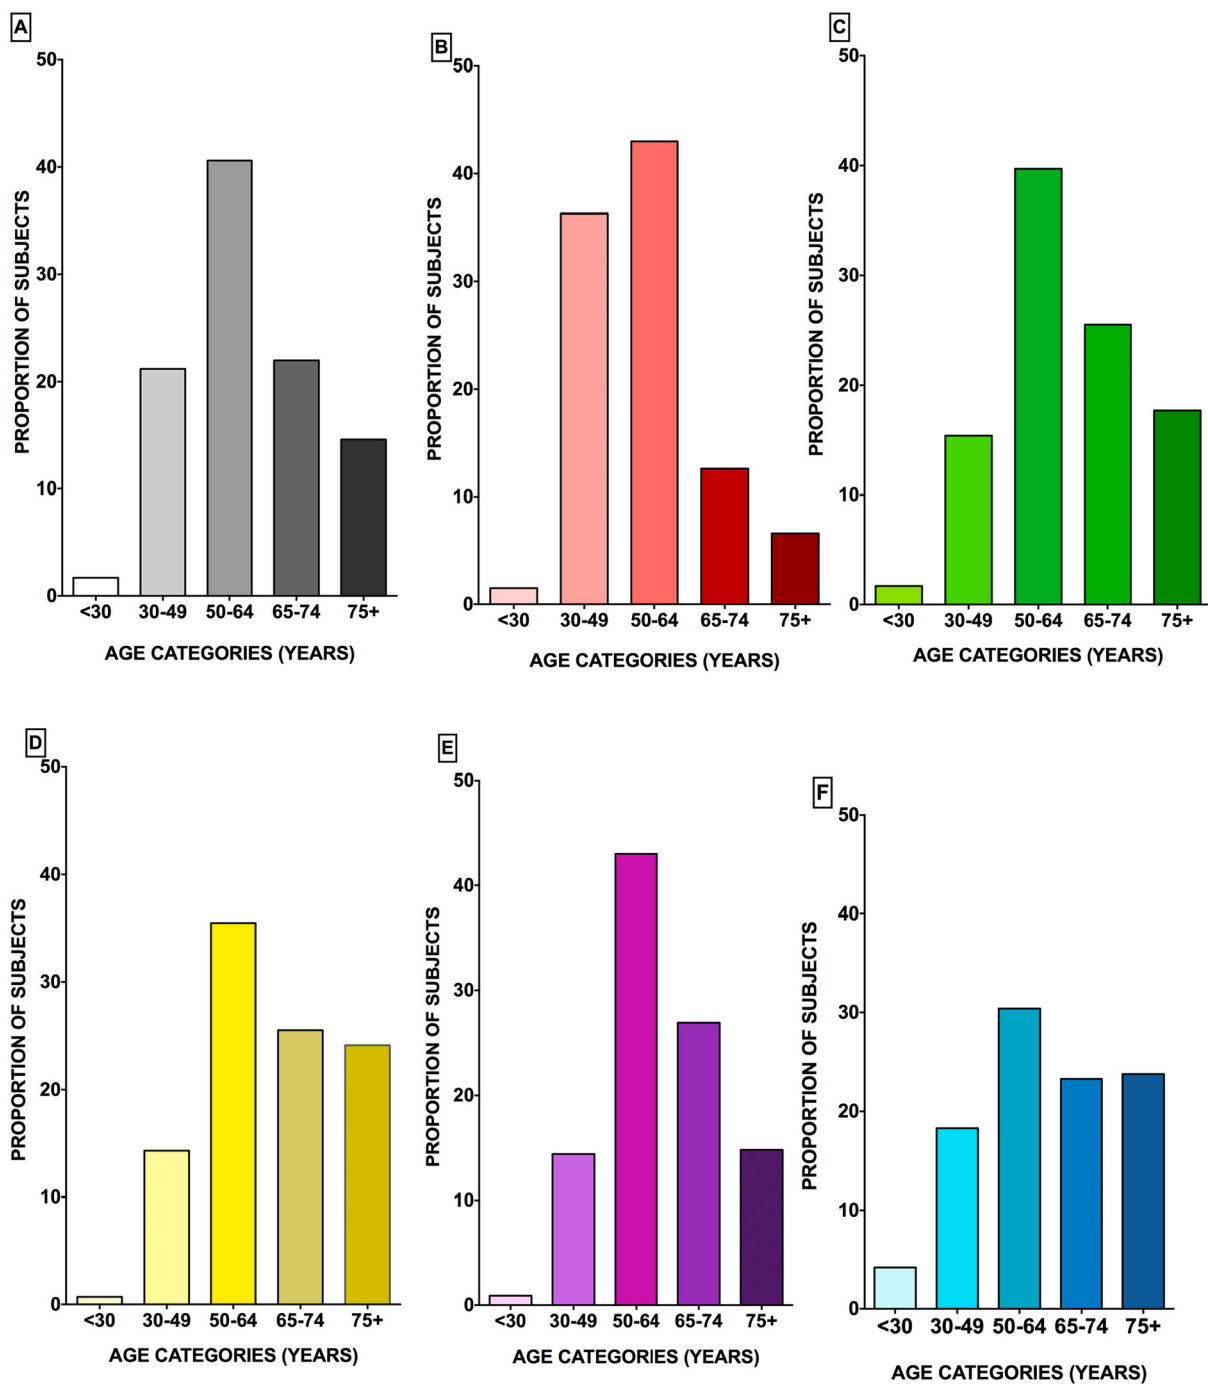 A
PROPORTION OF SUBJECTS
50
40
30
20
10
0
<30 30-49 50-64 65-74 75+
AGE CATEGORIES (YEARS)
B
PROPORTION OF SUBJECTS
50
40
30
20
10
0
<30 30-49 50-64 65-74 75+
AGE CATEGORIES (YEARS)
C
PROPORTION OF SUBJECTS
50
40
30
20
10
0
<30 30-49 50-64 65-74 75+
AGE CATEGORIES (YEARS)
D
PROPORTION OF SUBJECTS
50
40
30
20
10
0
<30 30-49 50-64 65-74 75+
AGE CATEGORIES (YEARS)
E
PROPORTION OF SUBJECTS
50
40
30
20
10
0
<30 30-49 50-64 65-74 75+
AGE CATEGORIES (YEARS)
F
PROPORTION OF SUBJECTS
50
40
30
20
10
0
<30 30-49 50-64 65-74 75+
AGE CATEGORIES (YEARS)